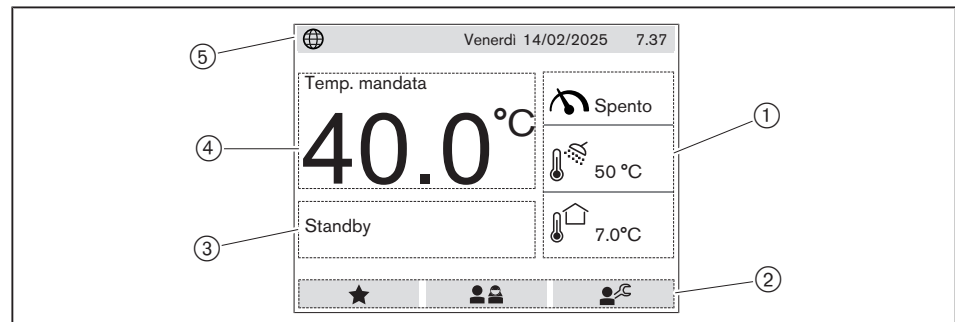 Venerdì 14/02/2025 7.37
Temp. mandata
40.0°C
Standby
Spento
50 °C
7.0°C
1
2
3
4
5